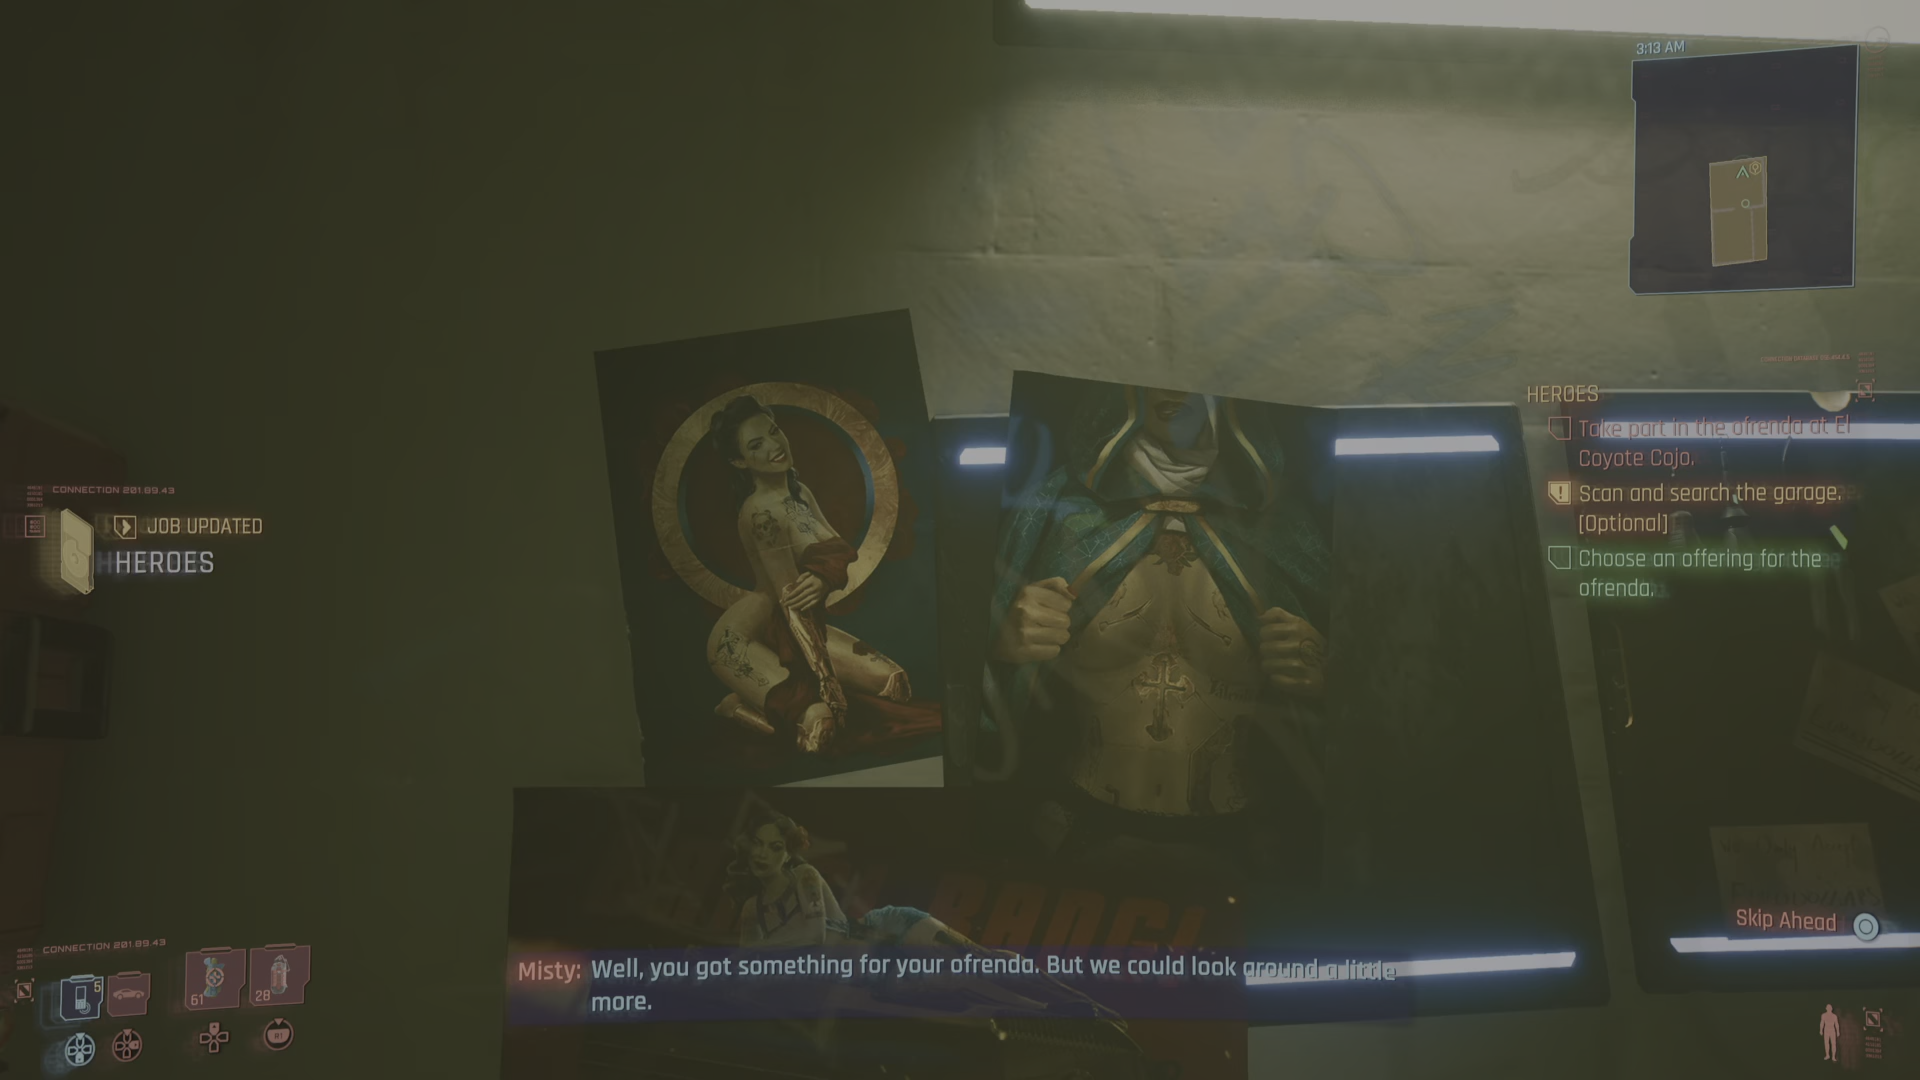 3:13 AM
HEROES
Take part in the ofrenda at El
Coyote Cojo.
Scan and search the garage.
[Optional]
Choose an offering for the
ofrenda.
CONNECTION 201.89.43
JOB UPDATED
HEROES
BANG!
Skip Ahead
CONNECTION 201.89.43
5
61
28
Misty: Well, you got something for your ofrenda. But we could look around a little
more.